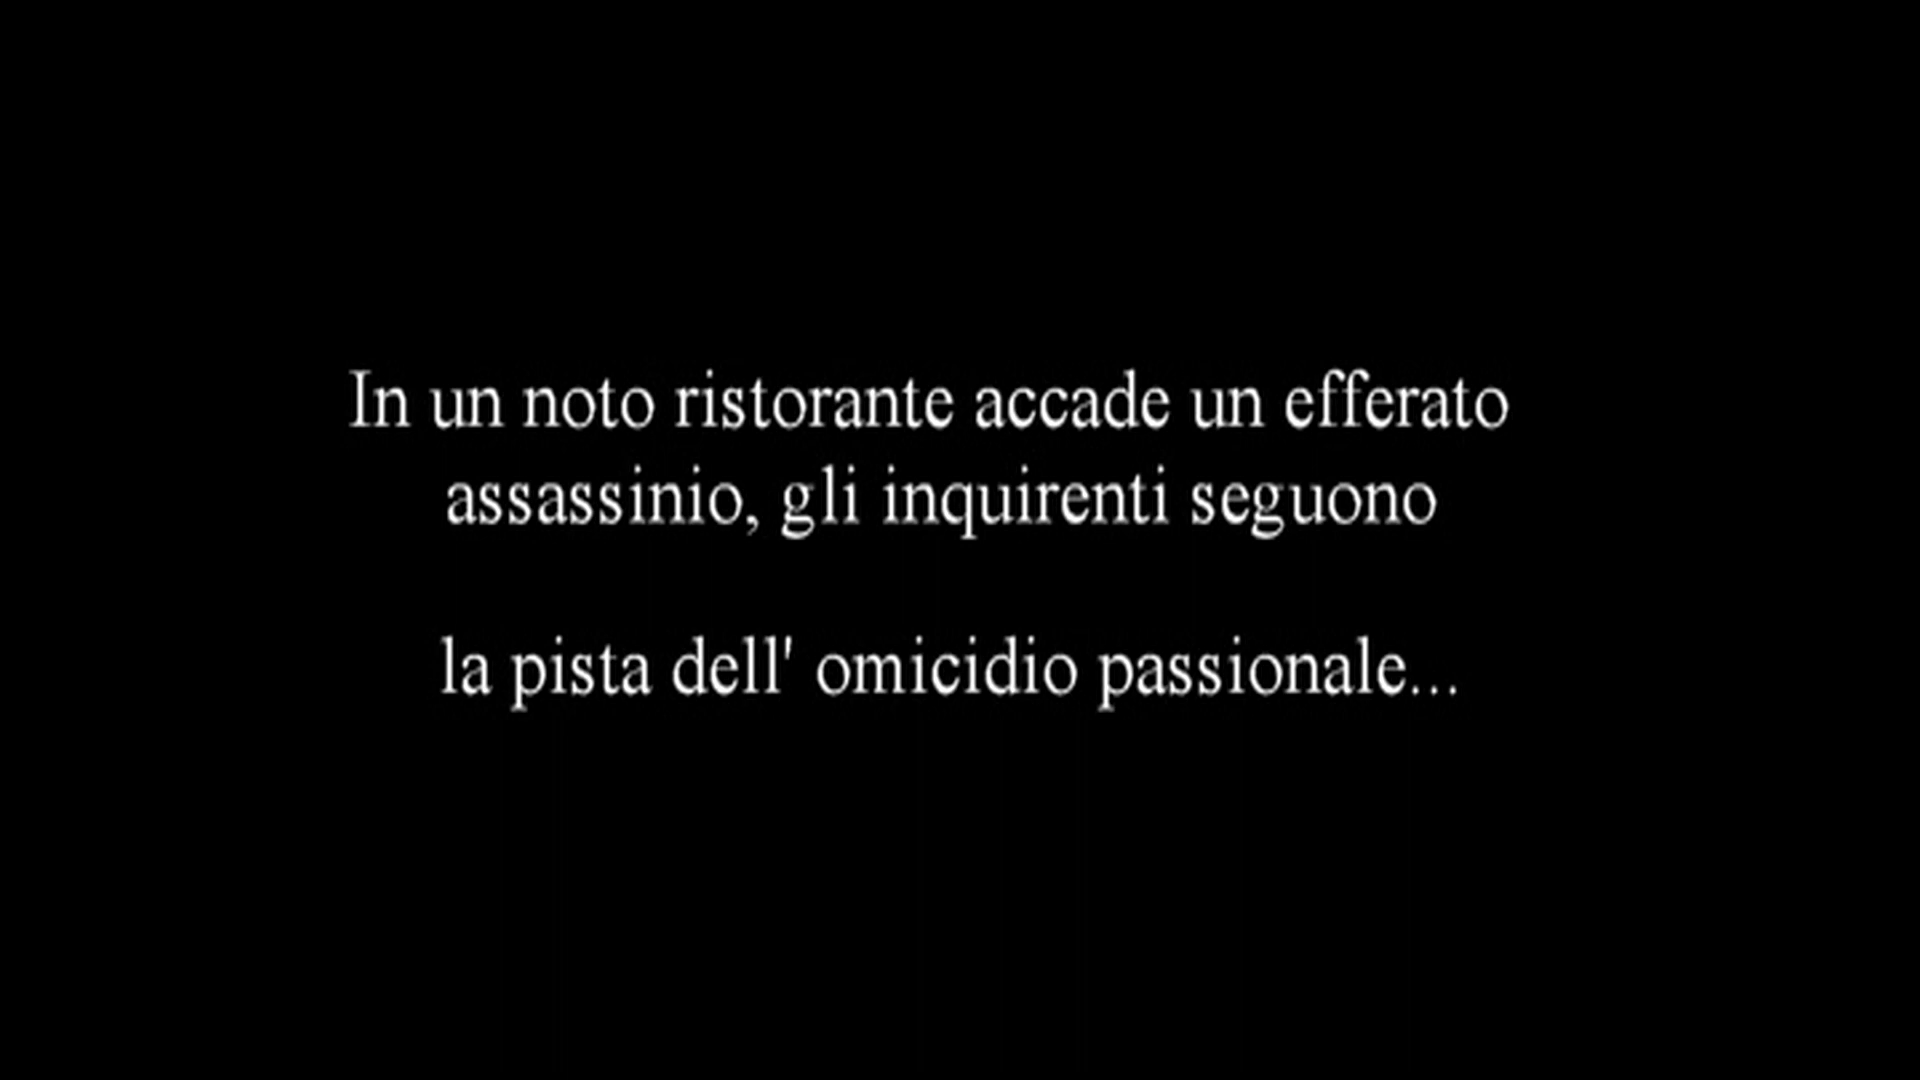 In un noto ristorante accade un efferato
assassinio, gli inquirenti seguono
la pista dell' omicidio passionale...